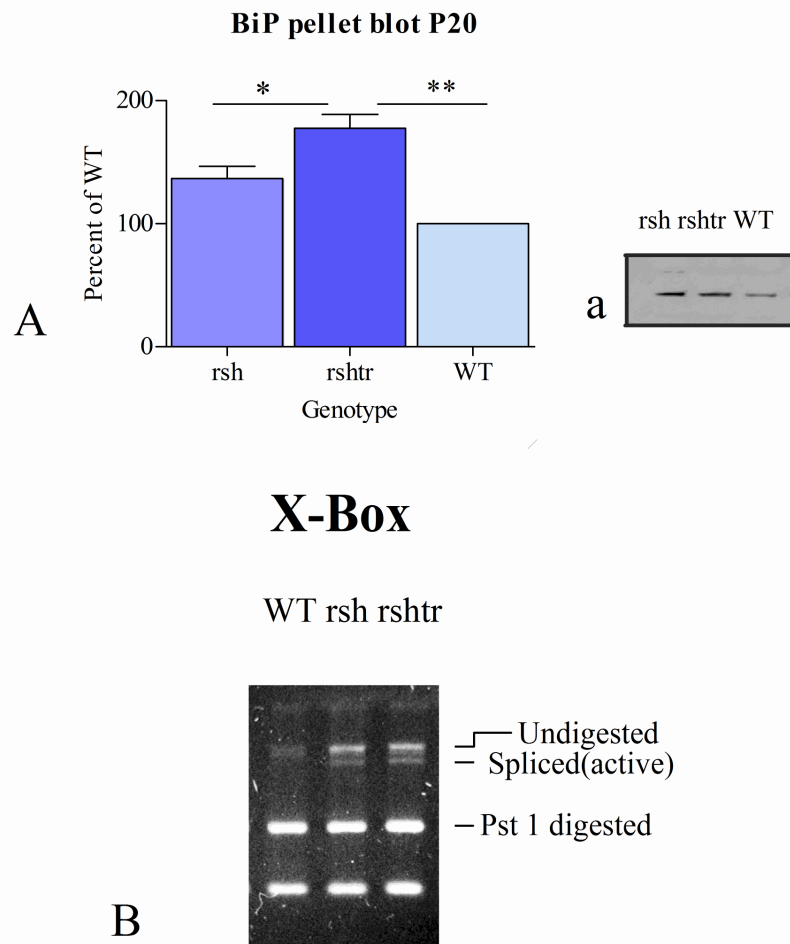 BiP pellet blot P20
*
**
200
100
0
Percent of WT
rsh
rshtr
WT
Genotype
A
rsh rshtr WT
a
X-Box
WT rsh rshtr
Undigested
Spliced(active)
Pst 1 digested
B